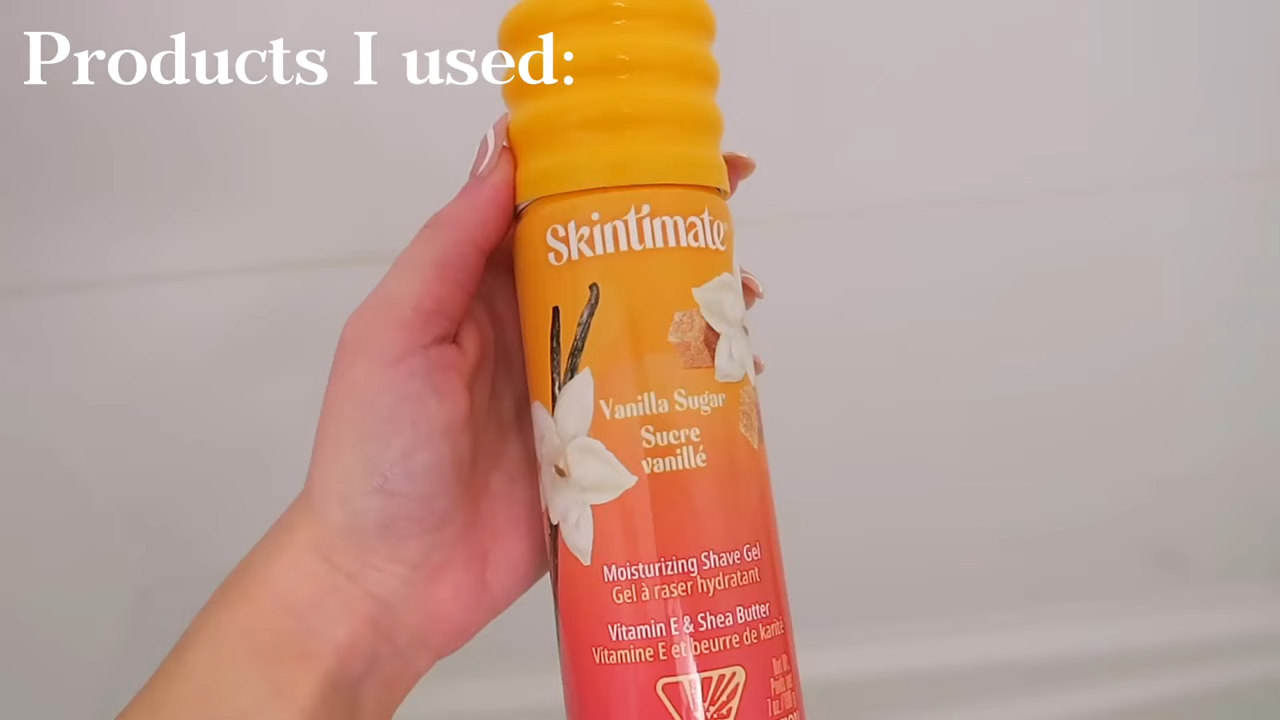 Products I used:
Skintimate
Vanilla Sugar
Sucre
vanillé
Moisturizing Shave Gel
Gel à raser hydratant
Vitamin E & Shea Butter
Vitamine E et beurre de karité